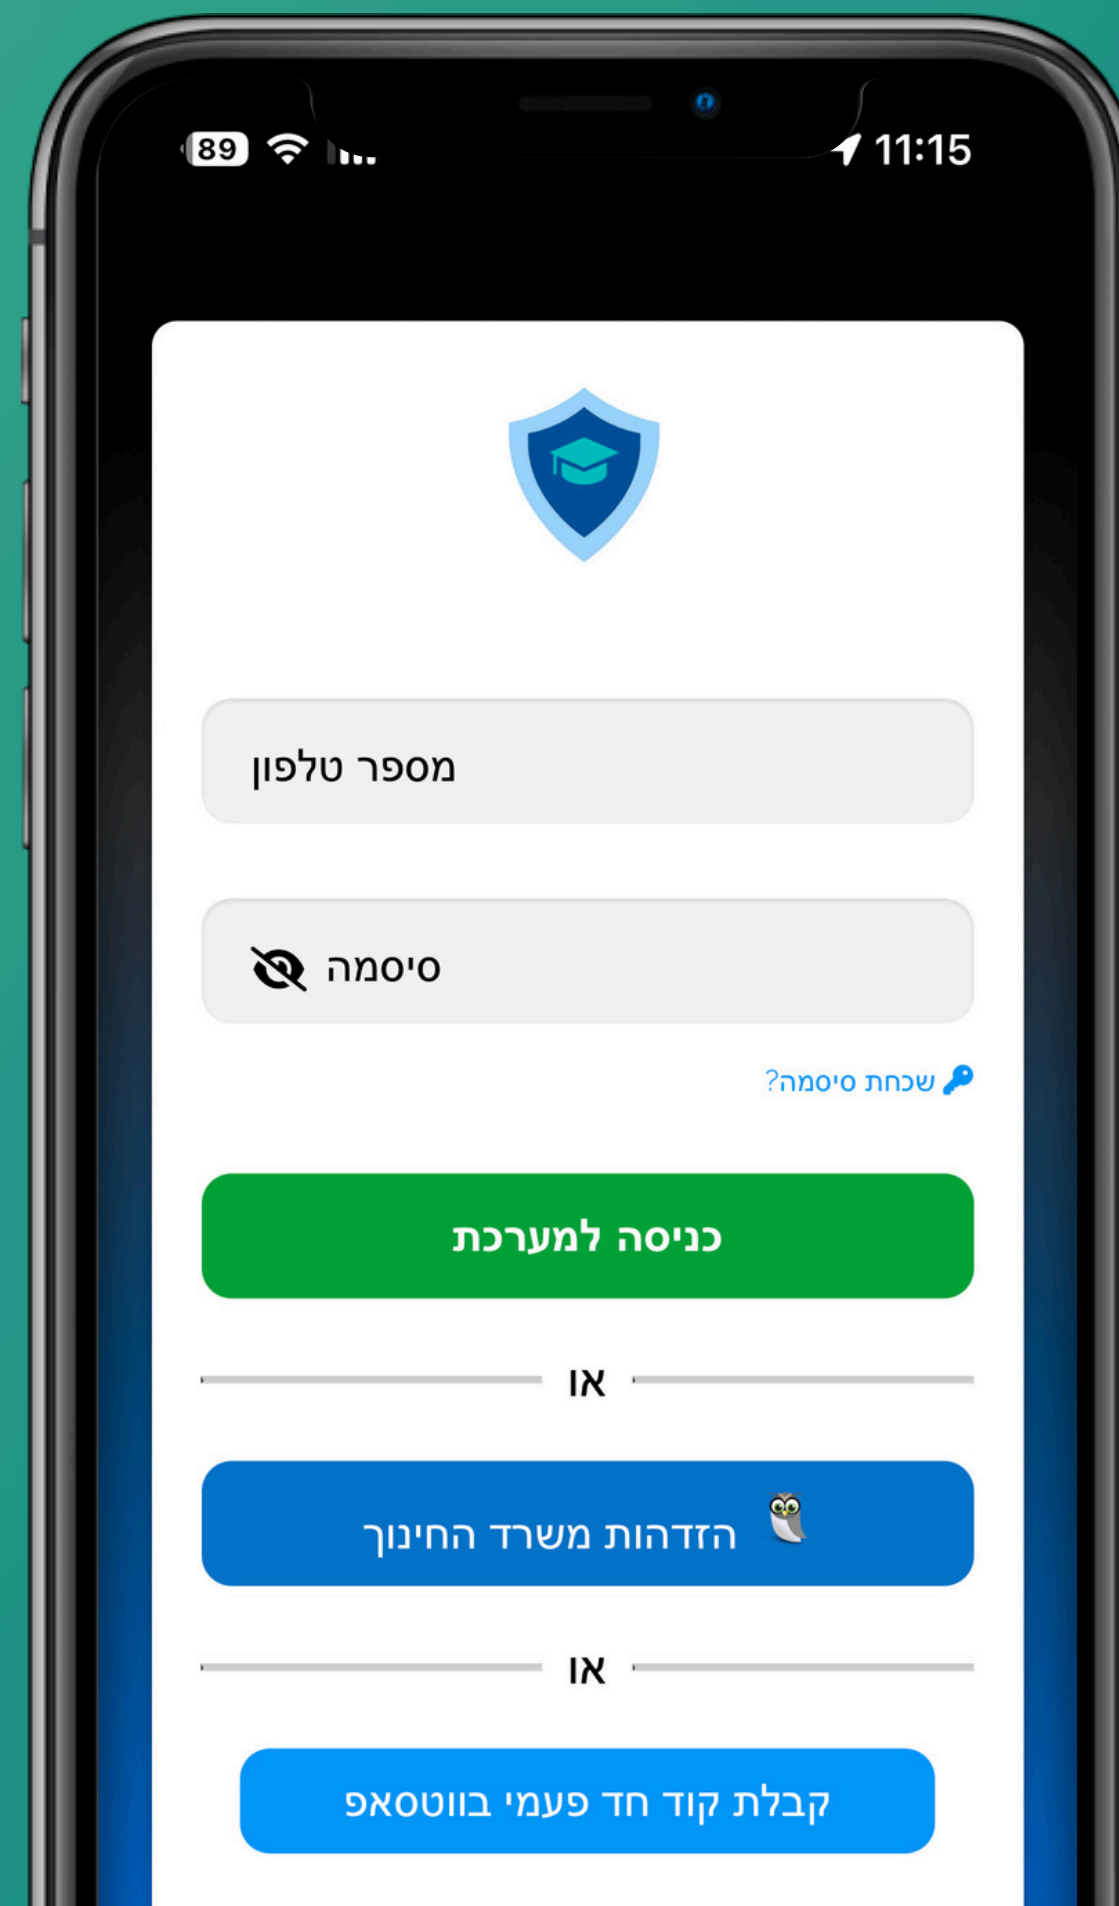 89 11:15
מספר טלפון
סיסמה
שכחת סיסמה?
כניסה למערכת
או
הזדהות משרד החינוך
או
קבלת קוד חד פעמי בווטסאפ